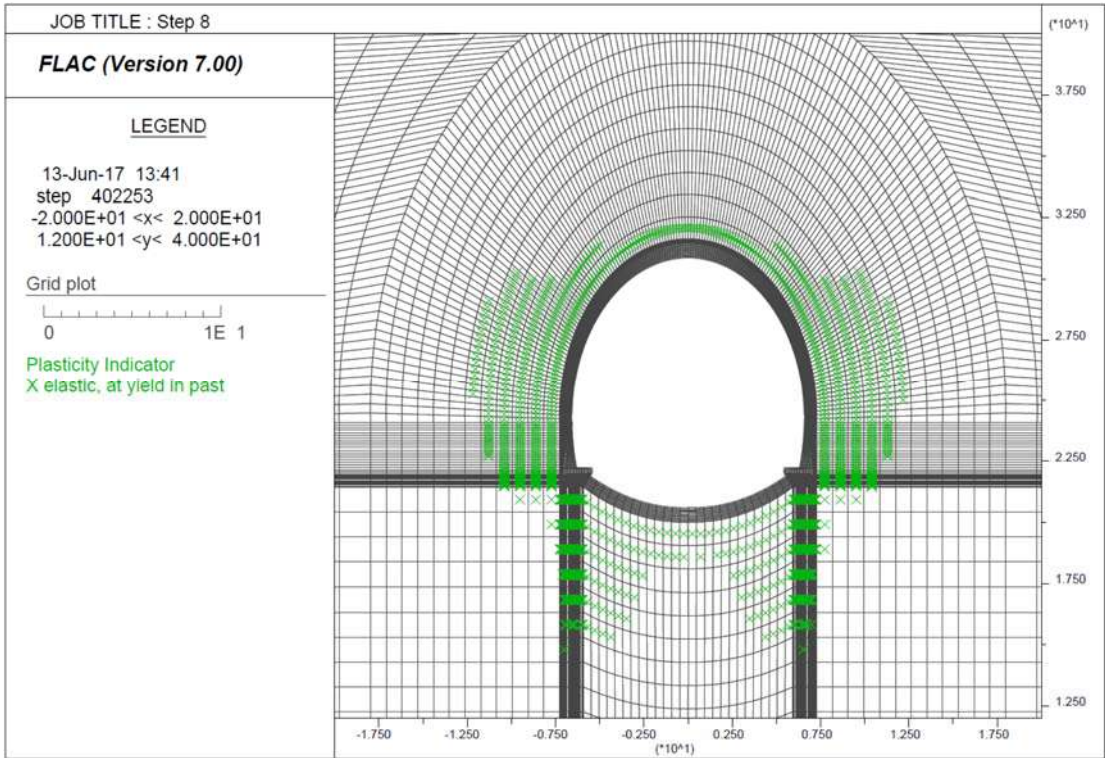 JOB TITLE : Step 8
(*10^1)
FLAC (Version 7.00)
LEGEND
13-Jun-17 13:41
step 402253
-2.000E+01 <x< 2.000E+01
1.200E+01 <y< 4.000E+01
Grid plot
0 1E 1
Plasticity Indicator
X elastic, at yield in past
3.750
3.250
2.750
2.250
1.750
1.250
-1.750 -1.250 -0.750 -0.250 0.250 0.750 1.250 1.750
(*10^1)